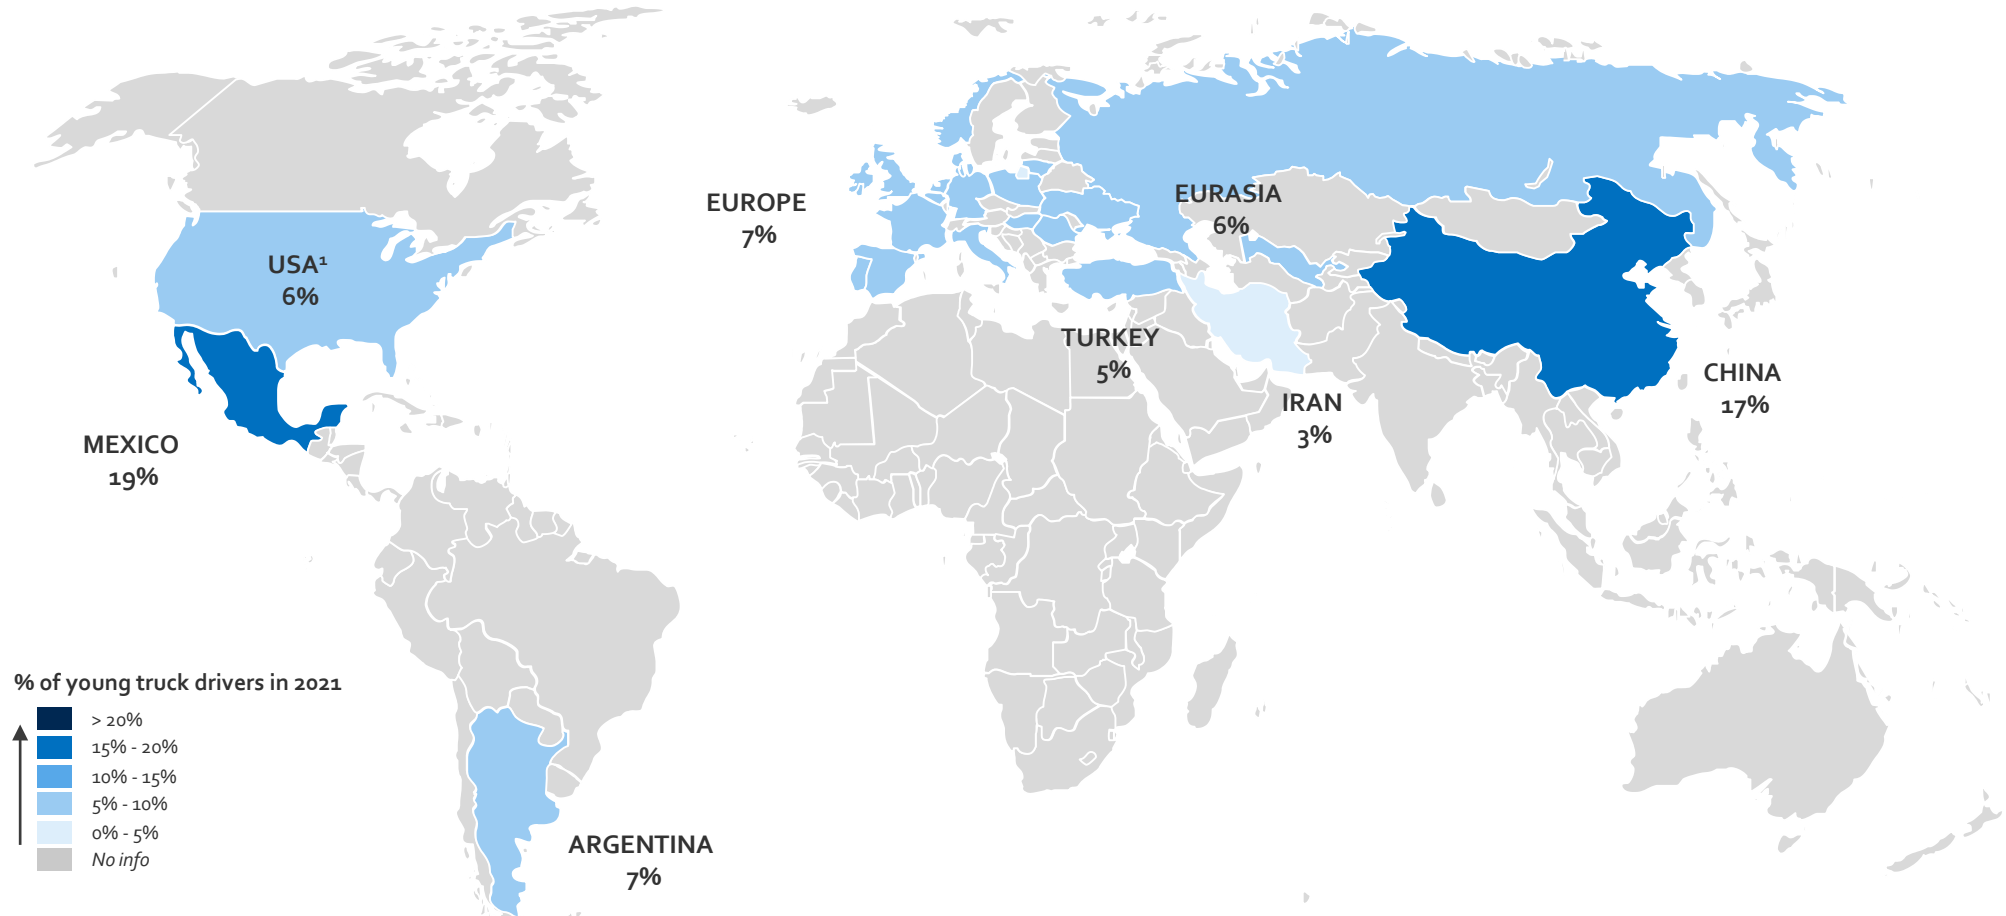 EUROPE
7%
EURASIA
6%
USA¹
6%
TURKEY
5%
CHINA
17%
IRAN
3%
MEXICO
19%
% of young truck drivers in 2021
> 20%
15% - 20%
10% - 15%
5% - 10%
0% - 5%
No info
ARGENTINA
7%